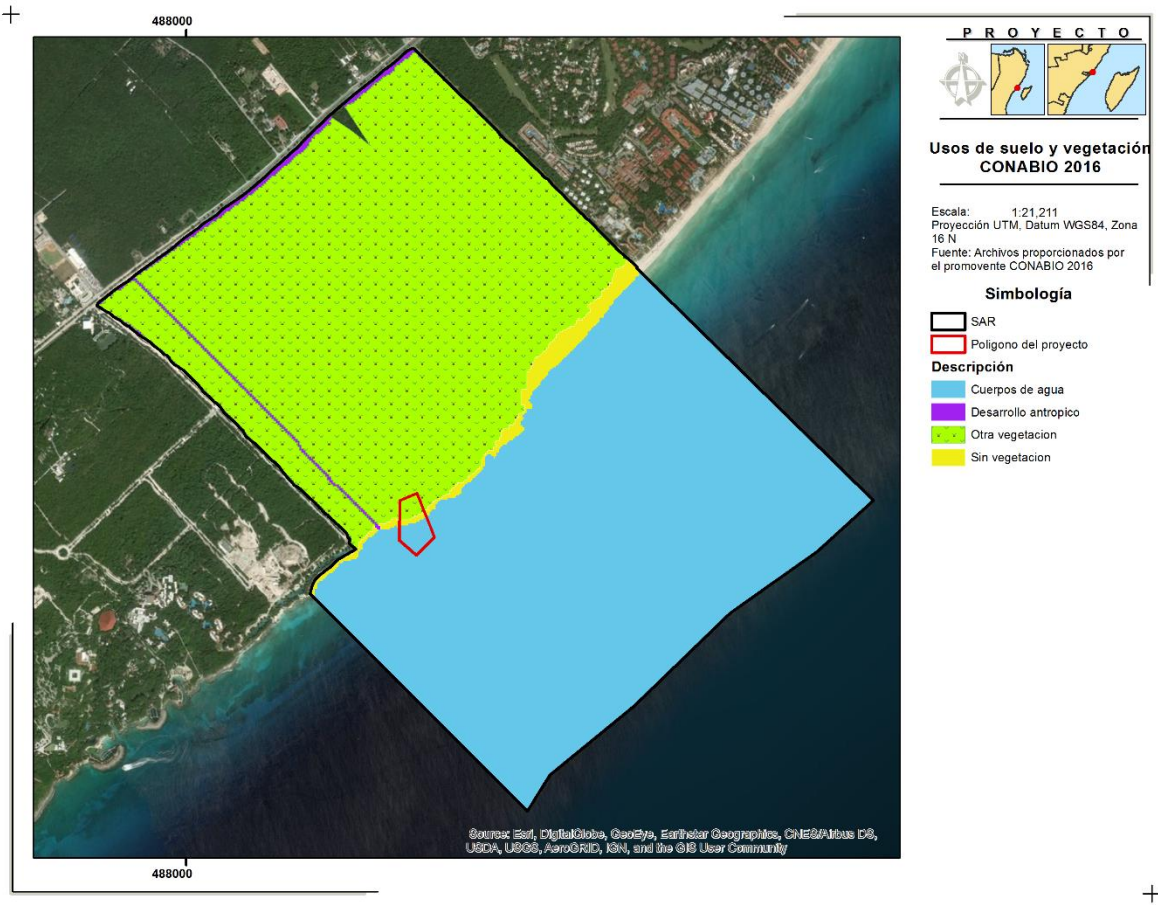 488000
P R O Y E C T O
Usos de suelo y vegetación
CONABIO 2016
Escala: 1:21,211
Proyección UTM, Datum WGS84, Zona
16 N
Fuente: Archivos proporcionados por
el promovente CONABIO 2016
Simbología
SAR
Poligono del proyecto
Descripción
Cuerpos de agua
Desarrollo antropico
Otra vegetacion
Sin vegetacion
Source: Esri, DigitalGlobe, GeoEye, Earthstar Geographics, CNES/Airbus DS,
USDA, USGS, AeroGRID, IGN, and the GIS User Community
488000